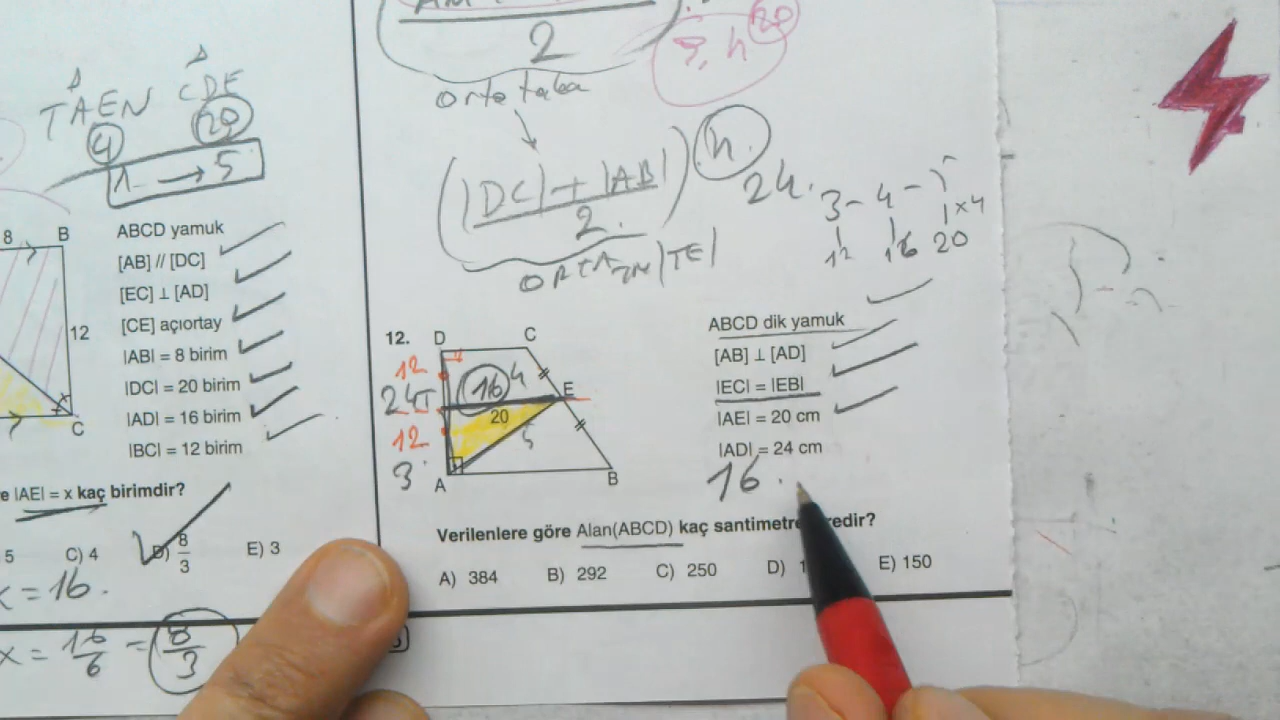 2
orta taban
TAEN CDE
4 20
1 → 5
|DC| + |AB| h.
2.
24.
3 - 4 - 5
x4
12 16 20
8 B
12
C
ABCD yamuk
[AB] // [DC]
[EC] ⊥ [AD]
[CE] açıortay
|AB| = 8 birim
|DC| = 20 birim
|AD| = 16 birim
|BC| = 12 birim
e |AEI = x kaç birimdir?
5 C) 4 D) 8/3 E) 3
x = 16.
x = 16/6 = 8/3
12.
D C
12
24 T 16 4 E
20
12 5
3
A B
ABCD dik yamuk
[AB] ⊥ [AD]
|EC| = |EB|
|AE| = 20 cm
|AD| = 24 cm
16 .
Verilenlere göre Alan(ABCD) kaç
A) 384 B) 292 C) 250 D) E) 150